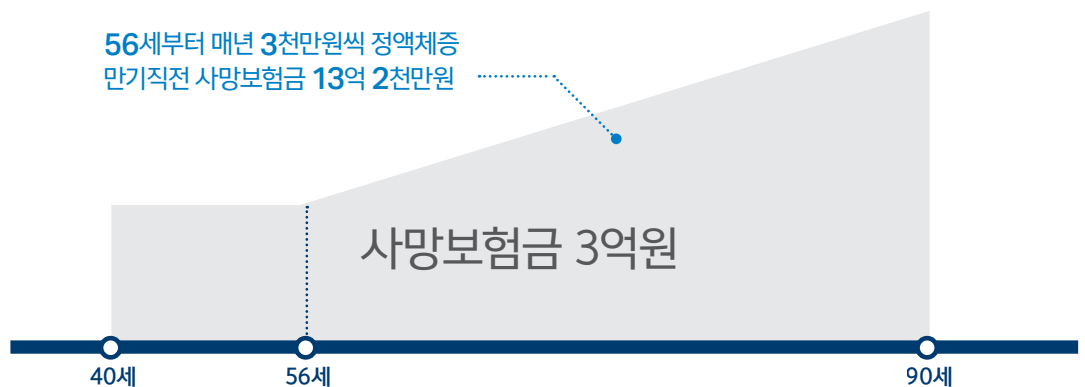 56세부터 매년 3천만원씩 정액체증
만기직전 사망보험금 13억 2천만원
사망보험금 3억원
40세
56세
90세